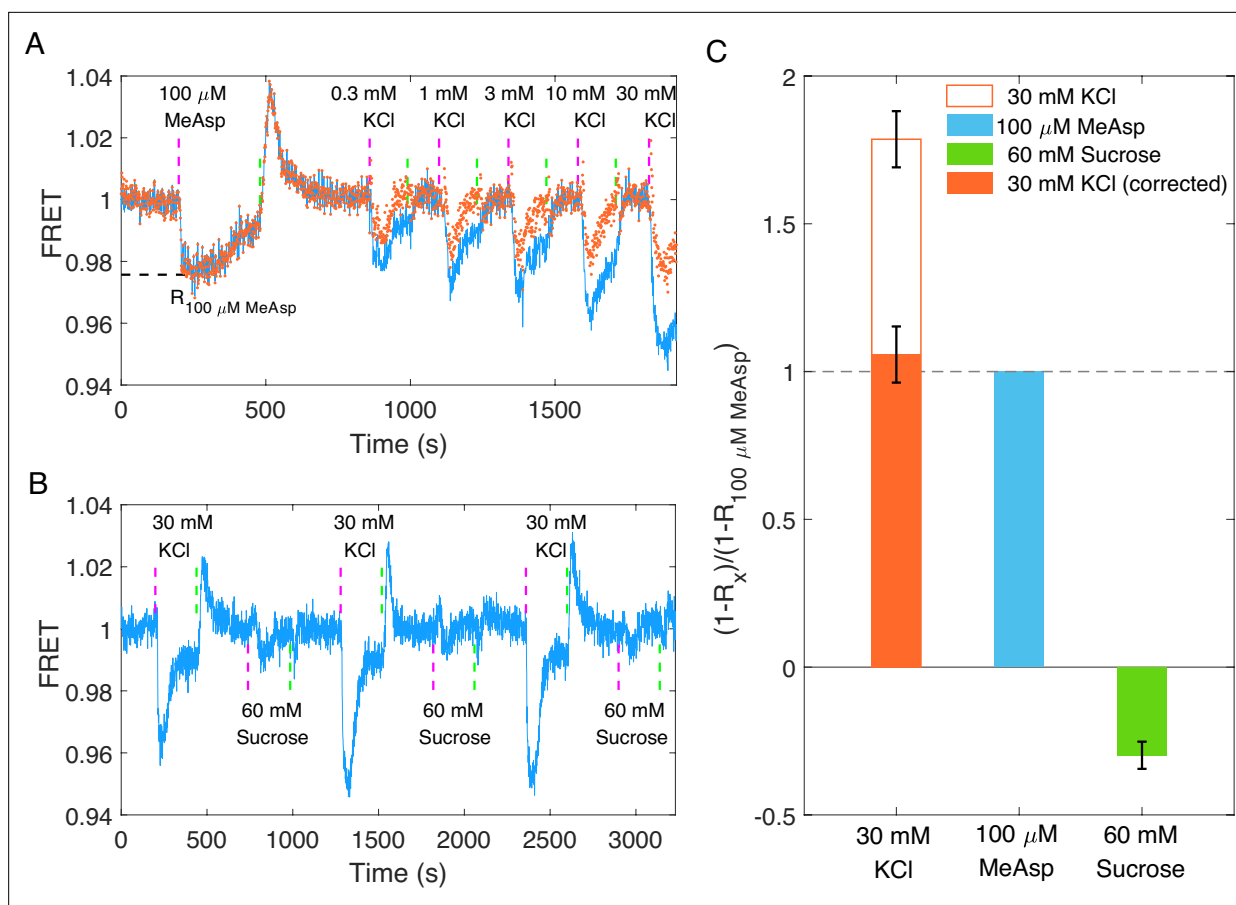 A
1.04
1.02
1
0.98
0.96
0.94
FRET
100 μM
MeAsp
0.3 mM
KCl
1 mM
KCl
3 mM
KCl
10 mM
KCl
30 mM
KCl
R100 μM MeAsp
0 500 1000 1500
Time (s)
B
1.04
1.02
1
0.98
0.96
0.94
FRET
30 mM
KCl
30 mM
KCl
30 mM
KCl
60 mM
Sucrose
60 mM
Sucrose
60 mM
Sucrose
0 500 1000 1500 2000 2500 3000
Time (s)
C
2
1.5
1
0.5
0
-0.5
(1-Rx)/(1-R100 μM MeAsp)
30 mM KCl
100 μM MeAsp
60 mM Sucrose
30 mM KCl (corrected)
30 mM
KCl
100 μM
MeAsp
60 mM
Sucrose